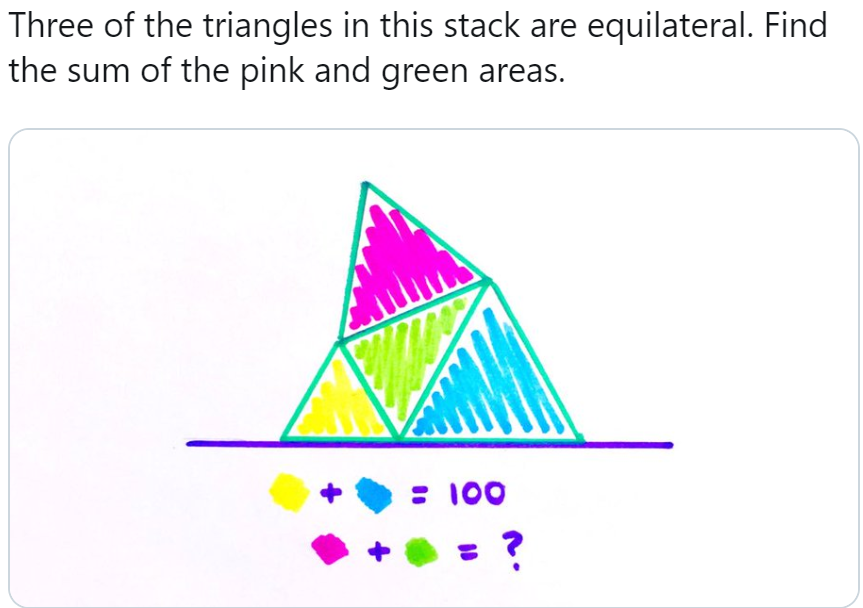 Three of the triangles in this stack are equilateral. Find
the sum of the pink and green areas.
+ = 100
+ = ?